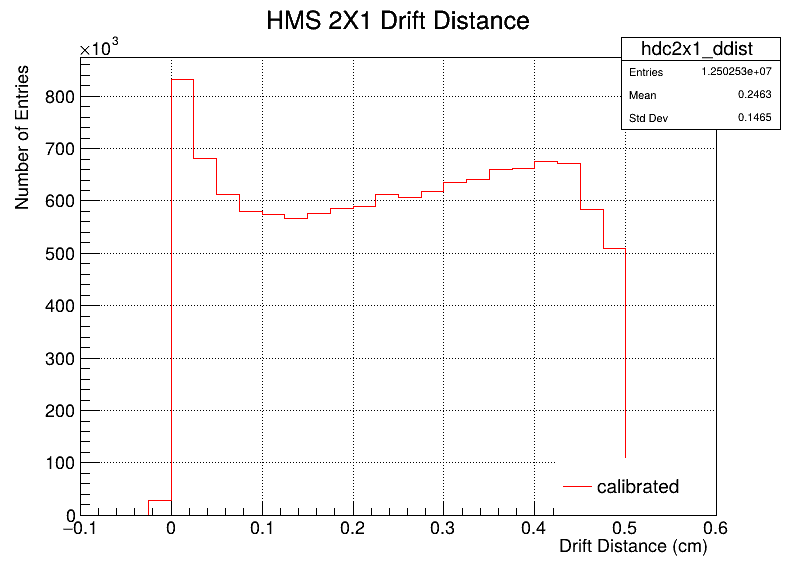 HMS 2X1 Drift Distance
×10³
hdc2x1_ddist
Entries 1.250253e+07
Mean 0.2463
Std Dev 0.1465
Number of Entries
800
700
600
500
400
300
200
100
0
calibrated
−0.1 0 0.1 0.2 0.3 0.4 0.5 0.6
Drift Distance (cm)